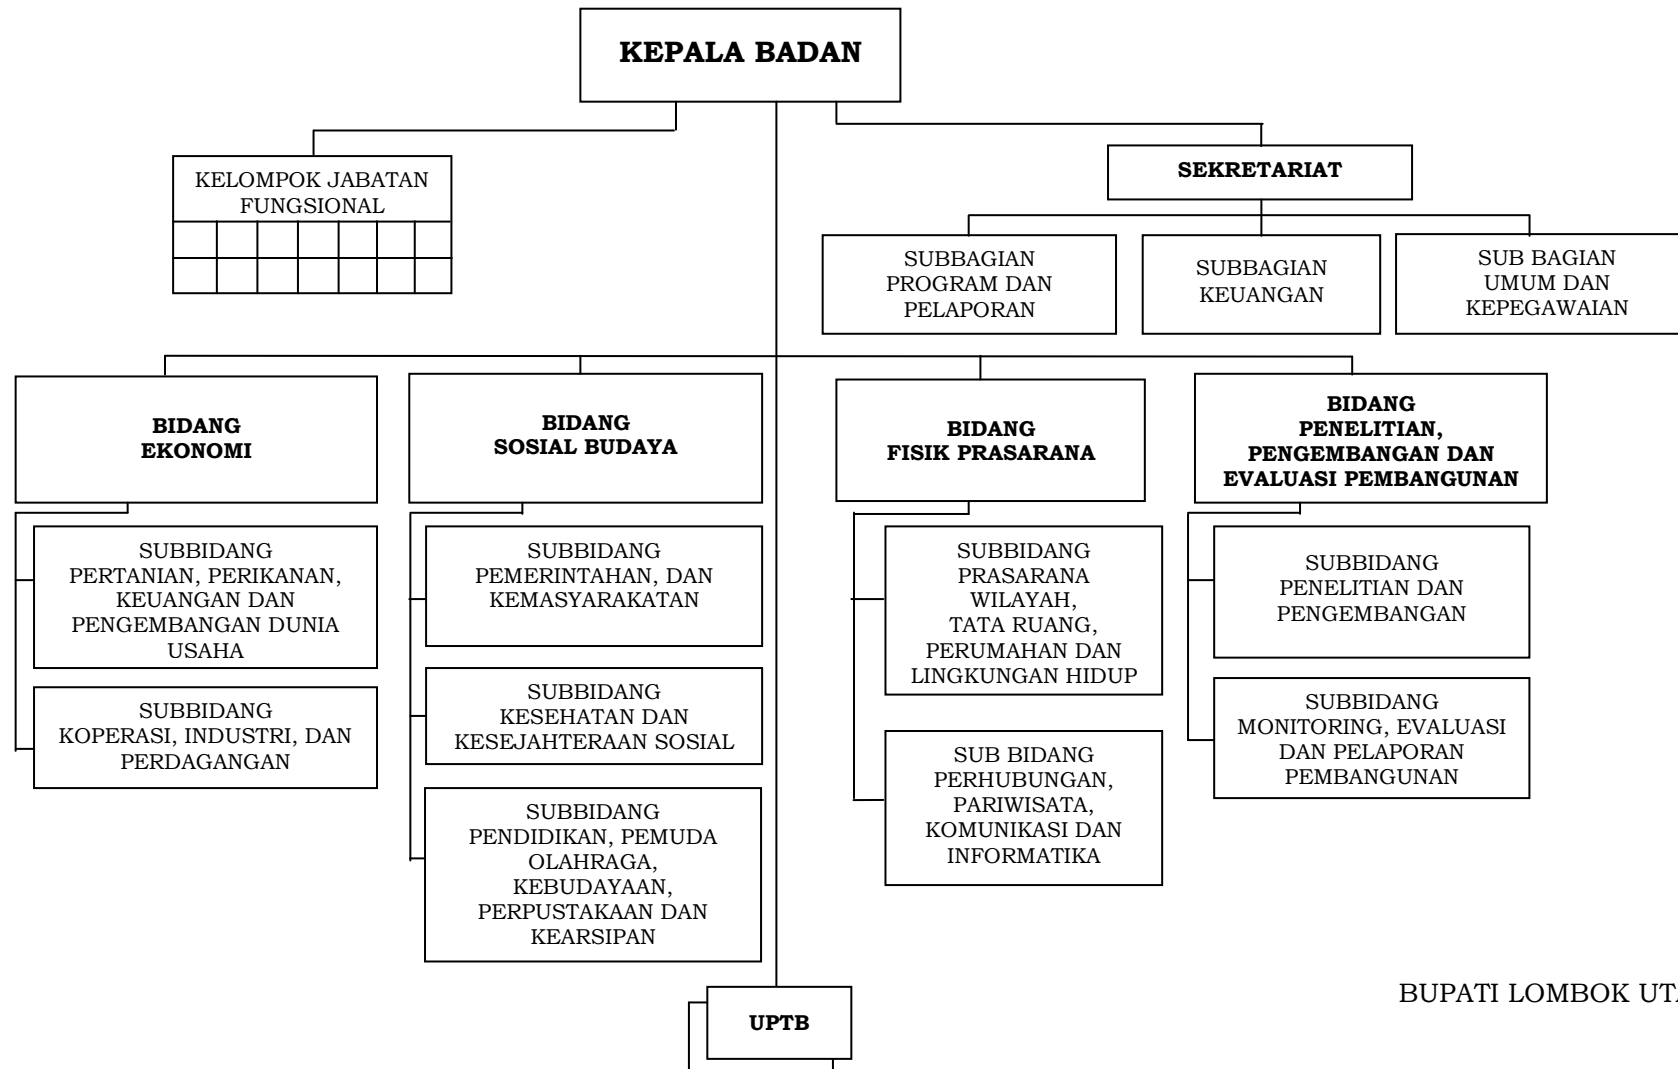 KEPALA BADAN
KELOMPOK JABATAN
FUNGSIONAL
SEKRETARIAT
SUBBAGIAN
PROGRAM DAN
PELAPORAN
SUBBAGIAN
KEUANGAN
SUB BAGIAN
UMUM DAN
KEPEGAWAIAN
BIDANG
EKONOMI
SUBBIDANG
PERTANIAN, PERIKANAN,
KEUANGAN DAN
PENGEMBANGAN DUNIA
USAHA
SUBBIDANG
KOPERASI, INDUSTRI, DAN
PERDAGANGAN
BIDANG
SOSIAL BUDAYA
SUBBIDANG
PEMERINTAHAN, DAN
KEMASYARAKATAN
SUBBIDANG
KESEHATAN DAN
KESEJAHTERAAN SOSIAL
SUBBIDANG
PENDIDIKAN, PEMUDA
OLAHRAGA,
KEBUDAYAAN,
PERPUSTAKAAN DAN
KEARSIPAN
BIDANG
FISIK PRASARANA
SUBBIDANG
PRASARANA
WILAYAH,
TATA RUANG,
PERUMAHAN DAN
LINGKUNGAN HIDUP
SUB BIDANG
PERHUBUNGAN,
PARIWISATA,
KOMUNIKASI DAN
INFORMATIKA
BIDANG
PENELITIAN,
PENGEMBANGAN DAN
EVALUASI PEMBANGUNAN
SUBBIDANG
PENELITIAN DAN
PENGEMBANGAN
SUBBIDANG
MONITORING, EVALUASI
DAN PELAPORAN
PEMBANGUNAN
UPTB
BUPATI LOMBOK